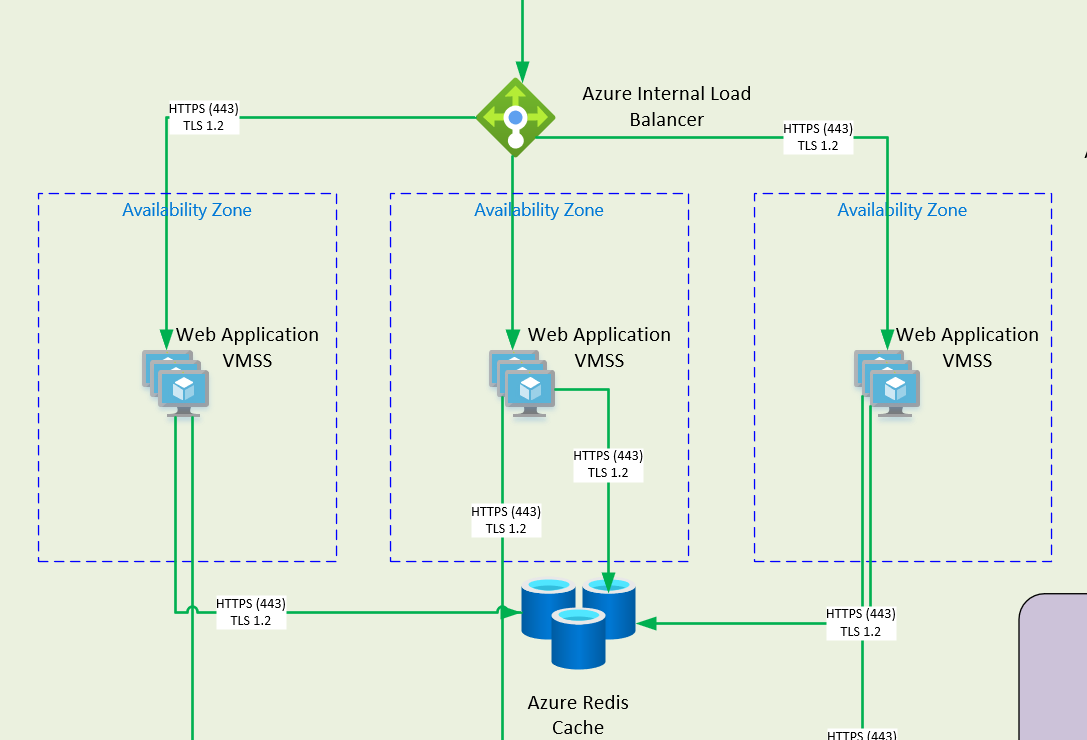 Azure Internal Load
Balancer
HTTPS (443)
TLS 1.2
HTTPS (443)
TLS 1.2
Availability Zone
Availability Zone
Availability Zone
Web Application
VMSS
Web Application
VMSS
Web Application
VMSS
HTTPS (443)
TLS 1.2
HTTPS (443)
TLS 1.2
HTTPS (443)
TLS 1.2
HTTPS (443)
TLS 1.2
Azure Redis
Cache
HTTPS (443)